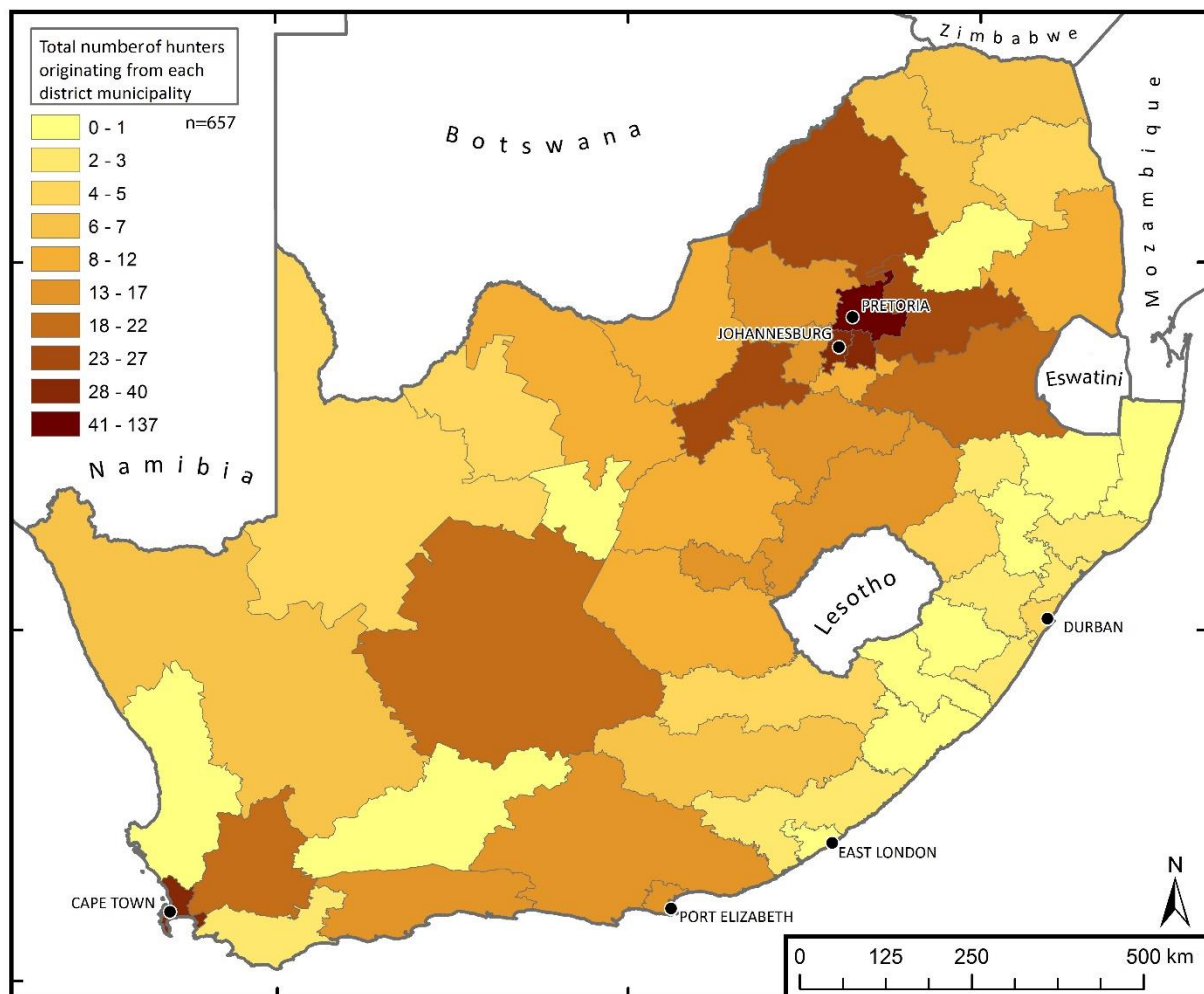 Total number of hunters
originating from each
district municipality
n=657
0 - 1
2 - 3
4 - 5
6 - 7
8 - 12
13 - 17
18 - 22
23 - 27
28 - 40
41 - 137
Zimbabwe
Botswana
Mozambique
PRETORIA
JOHANNESBURG
Eswatini
Namibia
Lesotho
DURBAN
EAST LONDON
CAPE TOWN
PORT ELIZABETH
N
0 125 250 500 km